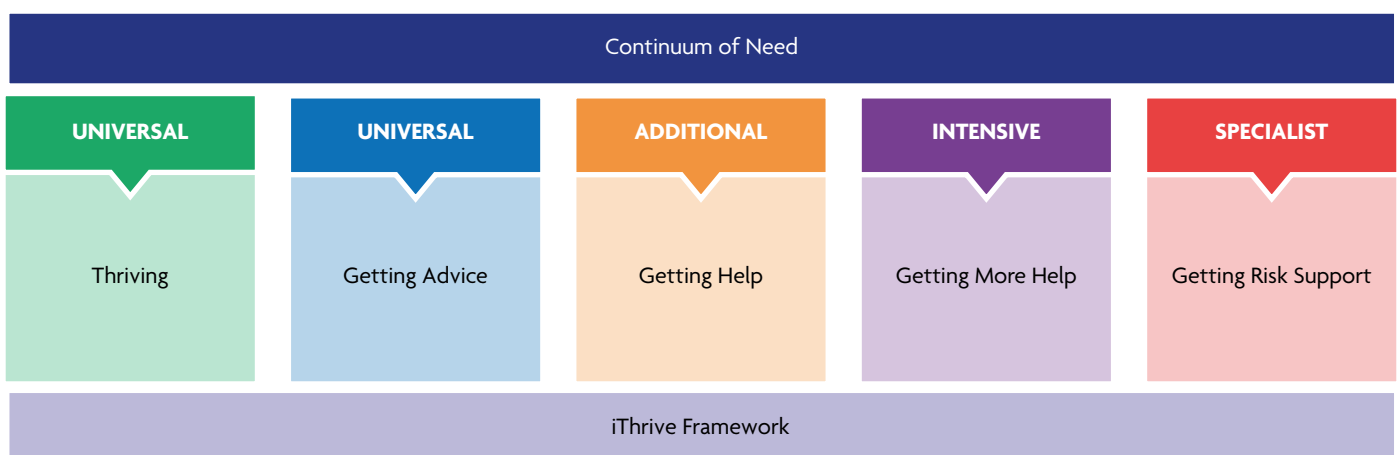 Continuum of Need
UNIVERSAL
UNIVERSAL
ADDITIONAL
INTENSIVE
SPECIALIST
Thriving
Getting Advice
Getting Help
Getting More Help
Getting Risk Support
iThrive Framework